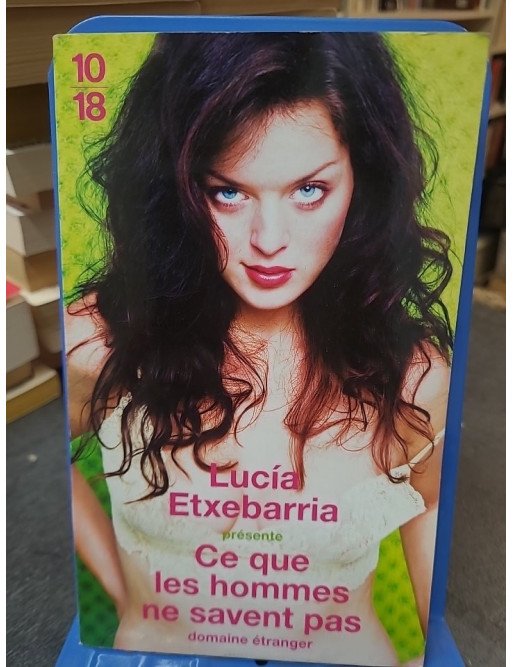 10
18
Lucía
Etxebarria
présente
Ce que
les hommes
ne savent pas
domaine étranger